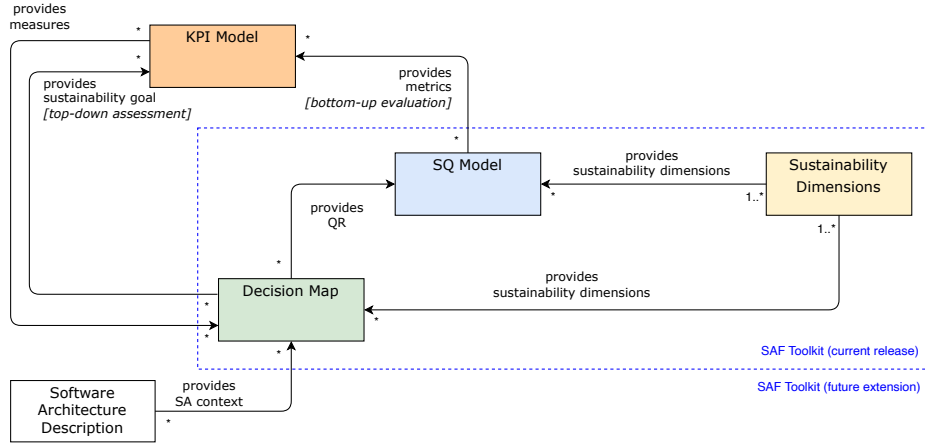 provides
measures
*
KPI Model
*
*
provides
sustainability goal
[top-down assessment]
provides
metrics
[bottom-up evaluation]
*
SQ Model
provides
sustainability dimensions
*
1..*
Sustainability
Dimensions
1..*
provides
QR
*
Decision Map
*
*
*
provides
sustainability dimensions
*
SAF Toolkit (current release)
SAF Toolkit (future extension)
Software
Architecture
Description
provides
SA context
*